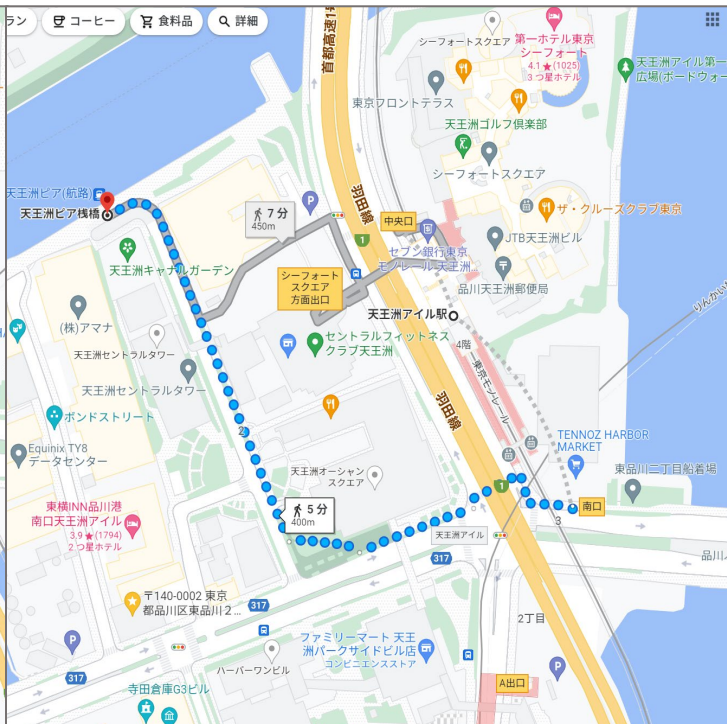 ラン
コーヒー
食料品
詳細
首都高速1号
シーフォートスクエア
第一ホテル東京
シーフォート
4.1 ★ (1025)
3 つ星ホテル
天王洲アイル第一
広場(ボードウォー
東京フロントテラス
天王洲ゴルフ倶楽部
シーフォートスクエア
天王洲ピア(航路)
天王洲ピア桟橋
7 分
450m
羽田線
1
中央口
ザ・クルーズクラブ東京
セブン銀行東京
モノレール 天王洲...
JTB天王洲ビル
天王洲キャナルガーデン
シーフォート
スクエア
方面出口
品川天王洲郵便局
りんかい
(株)アマナ
天王洲アイル駅
天王洲セントラルタワー
セントラルフィットネス
クラブ天王洲
4階
東京モノレール
天王洲セントラルタワー
ボンドストリート
羽田線
2
TENNOZ HARBOR
MARKET
Equinix TY8
データセンター
天王洲オーシャン
スクエア
東品川二丁目船着場
東横INN品川港
南口天王洲アイル
3.9 ★ (1794)
2 つ星ホテル
5 分
400m
1
南口
3
天王洲アイル
317
品川
〒140-0002 東京
都品川区東品川2...
317
2丁目
ファミリーマート 天王
洲パークサイドビル店
コンビニエンスストア
ハーバーワンビル
317
A出口
寺田倉庫G3ビル
P
P
P